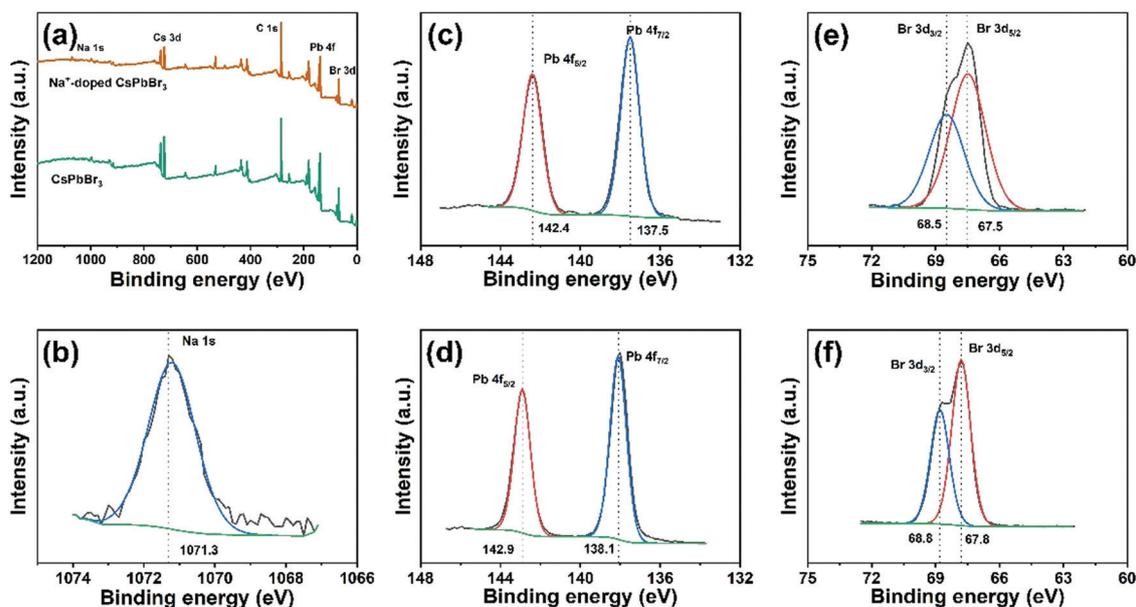 (a)
Na 1s
Cs 3d
C 1s
Pb 4f
Br 3d
Na⁺-doped CsPbBr₃
CsPbBr₃
Intensity (a.u.)
1200 1000 800 600 400 200 0
Binding energy (eV)
(c)
Pb 4f₅/₂
Pb 4f₇/₂
142.4
137.5
Intensity (a.u.)
148 144 140 136 132
Binding energy (eV)
(e)
Br 3d₃/₂
Br 3d₅/₂
68.5
67.5
Intensity (a.u.)
75 72 69 66 63 60
Binding energy (eV)
(b)
Na 1s
1071.3
Intensity (a.u.)
1074 1072 1070 1068 1066
Binding energy (eV)
(d)
Pb 4f₅/₂
Pb 4f₇/₂
142.9
138.1
Intensity (a.u.)
148 144 140 136 132
Binding energy (eV)
(f)
Br 3d₃/₂
Br 3d₅/₂
68.8
67.8
Intensity (a.u.)
75 72 69 66 63 60
Binding energy (eV)